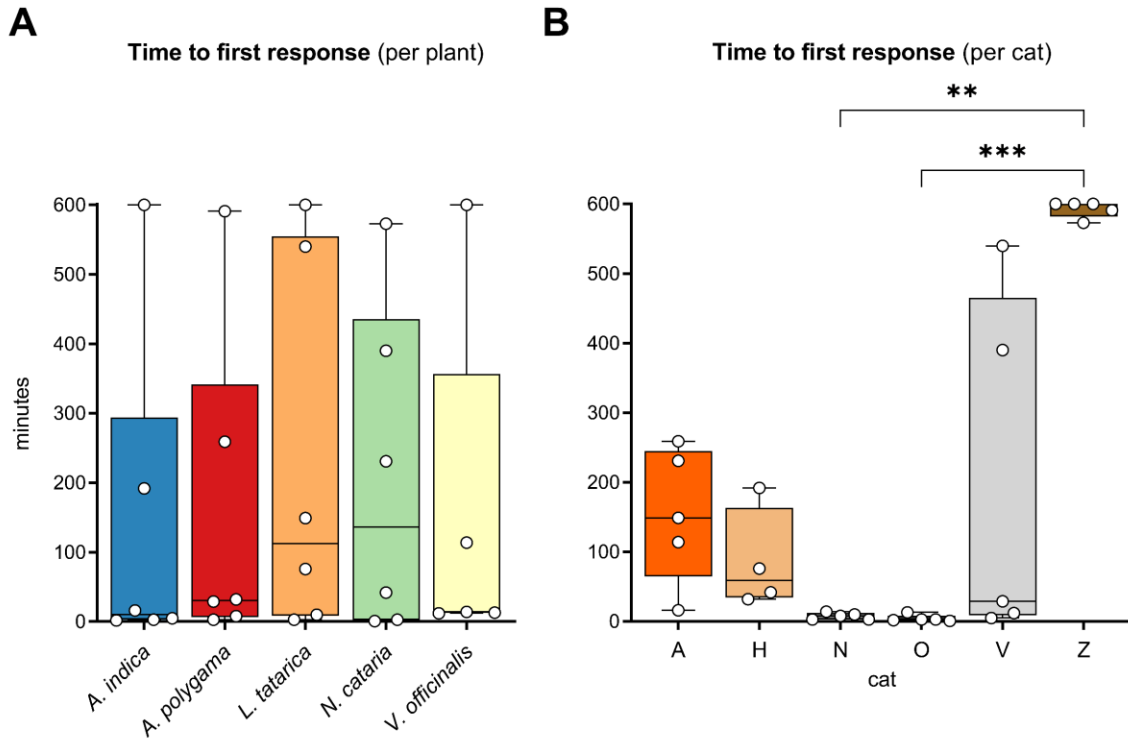 A
Time to first response (per plant)
minutes
600
500
400
300
200
100
0
A. indica
A. polygama
L. tatarica
N. cataria
V. officinalis
B
Time to first response (per cat)
**
***
600
500
400
300
200
100
0
A H N O V Z
cat